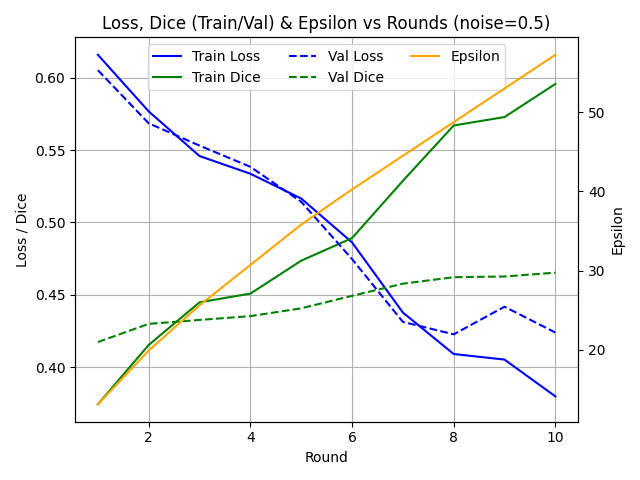 Loss, Dice (Train/Val) & Epsilon vs Rounds (noise=0.5)
Train Loss
Train Dice
Val Loss
Val Dice
Epsilon
Loss / Dice
0.60
0.55
0.50
0.45
0.40
50
40
30
20
Epsilon
2 4 6 8 10
Round